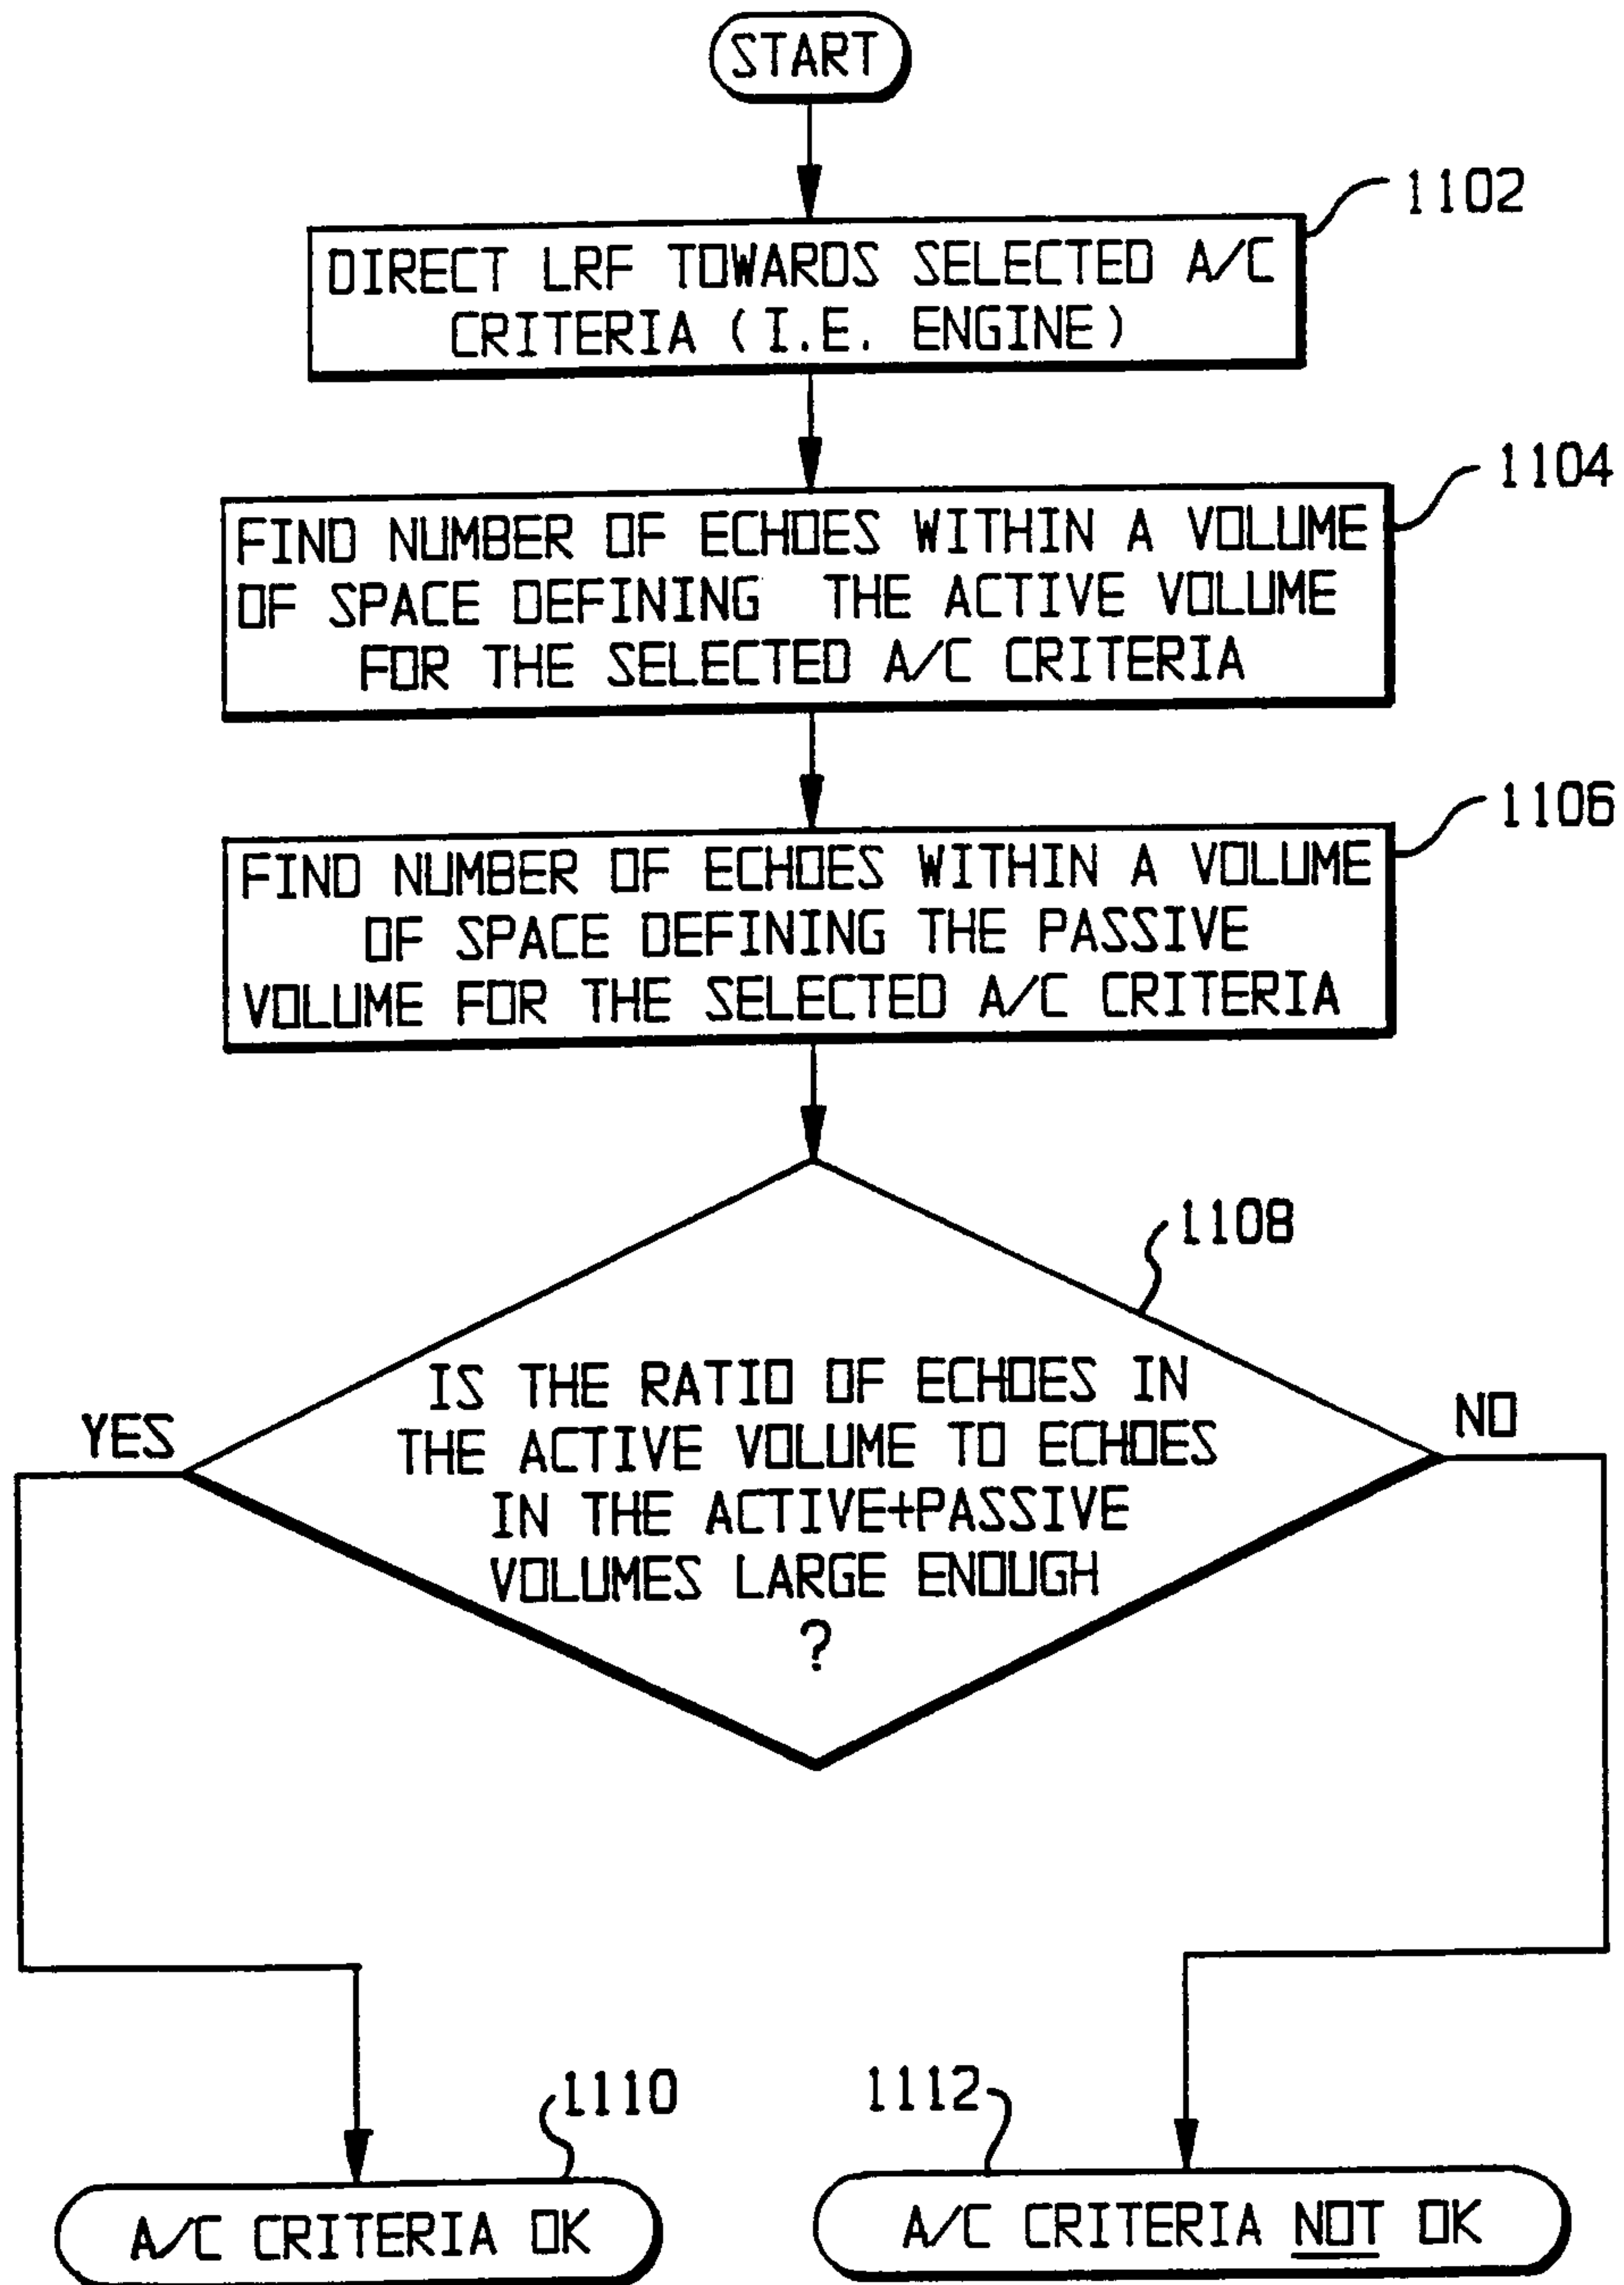 START
1102
DIRECT LRF TOWARDS SELECTED A/C
CRITERIA (I.E. ENGINE)
1104
FIND NUMBER OF ECHOES WITHIN A VOLUME
OF SPACE DEFINING THE ACTIVE VOLUME
FOR THE SELECTED A/C CRITERIA
1106
FIND NUMBER OF ECHOES WITHIN A VOLUME
OF SPACE DEFINING THE PASSIVE
VOLUME FOR THE SELECTED A/C CRITERIA
1108
IS THE RATIO OF ECHOES IN
THE ACTIVE VOLUME TO ECHOES
IN THE ACTIVE+PASSIVE
VOLUMES LARGE ENOUGH
?
YES
NO
1110
1112
A/C CRITERIA OK
A/C CRITERIA NOT OK